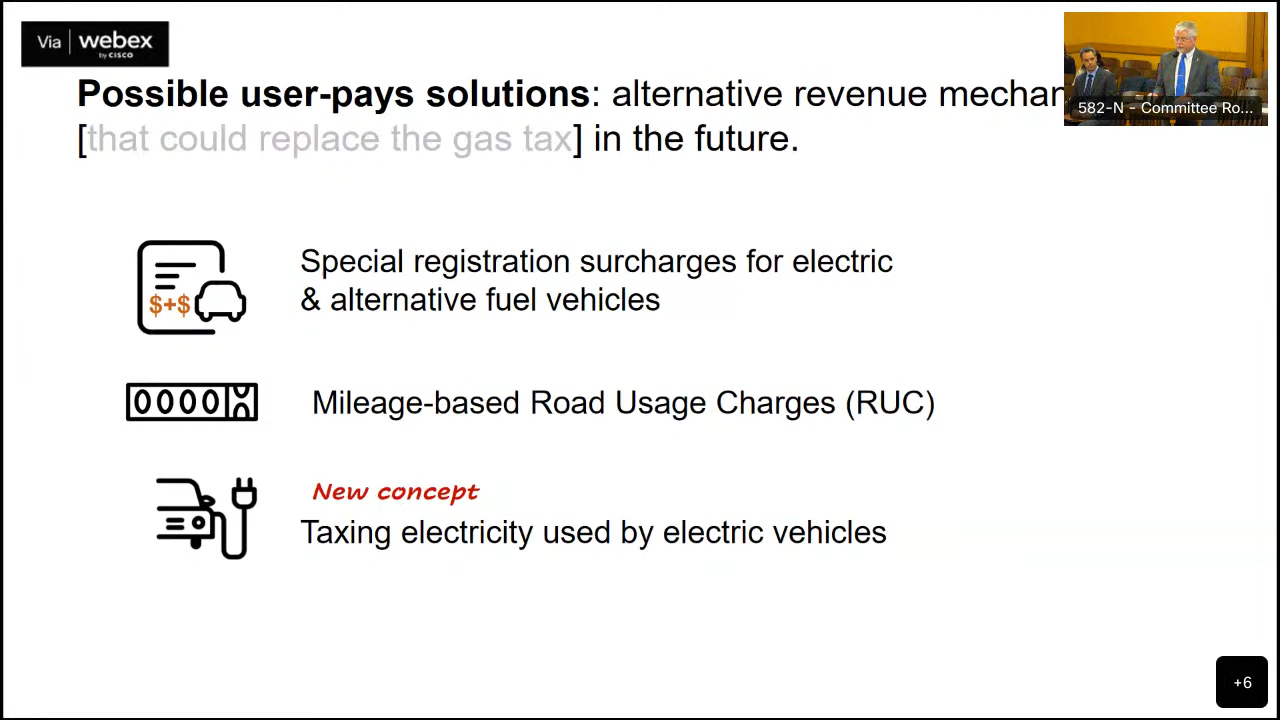 Via webex
by CISCO
Possible user-pays solutions: alternative revenue mechan
[that could replace the gas tax] in the future.
582-N - Committee Ro...
Special registration surcharges for electric
& alternative fuel vehicles
$+$
0000
Mileage-based Road Usage Charges (RUC)
New concept
Taxing electricity used by electric vehicles
+6